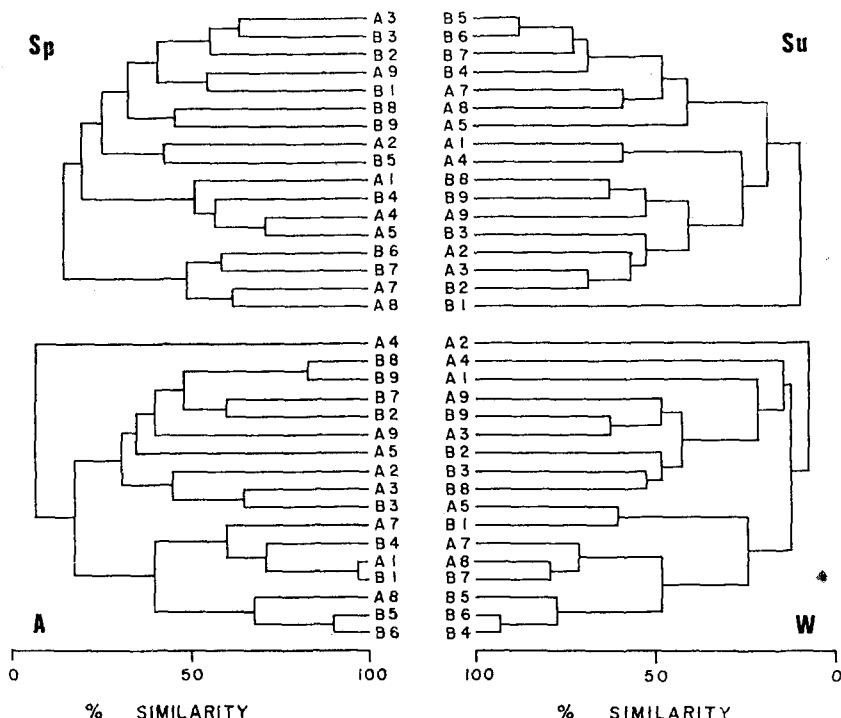 Sp
A3
B3
B2
A9
B1
B8
B9
A2
B5
A1
B4
A4
A5
B6
B7
A7
A8
Su
B5
B6
B7
B4
A7
A8
A5
A1
A4
B8
B9
A9
B3
A2
A3
B2
B1
A
A4
B8
B9
B7
B2
A9
A5
A2
A3
B3
A7
B4
A1
B1
A8
B5
B6
W
A2
A4
A1
A9
B9
A3
B2
B3
B8
A5
B1
A7
A8
B7
B5
B6
B4
0 50 100
% SIMILARITY
100 50 0
% SIMILARITY